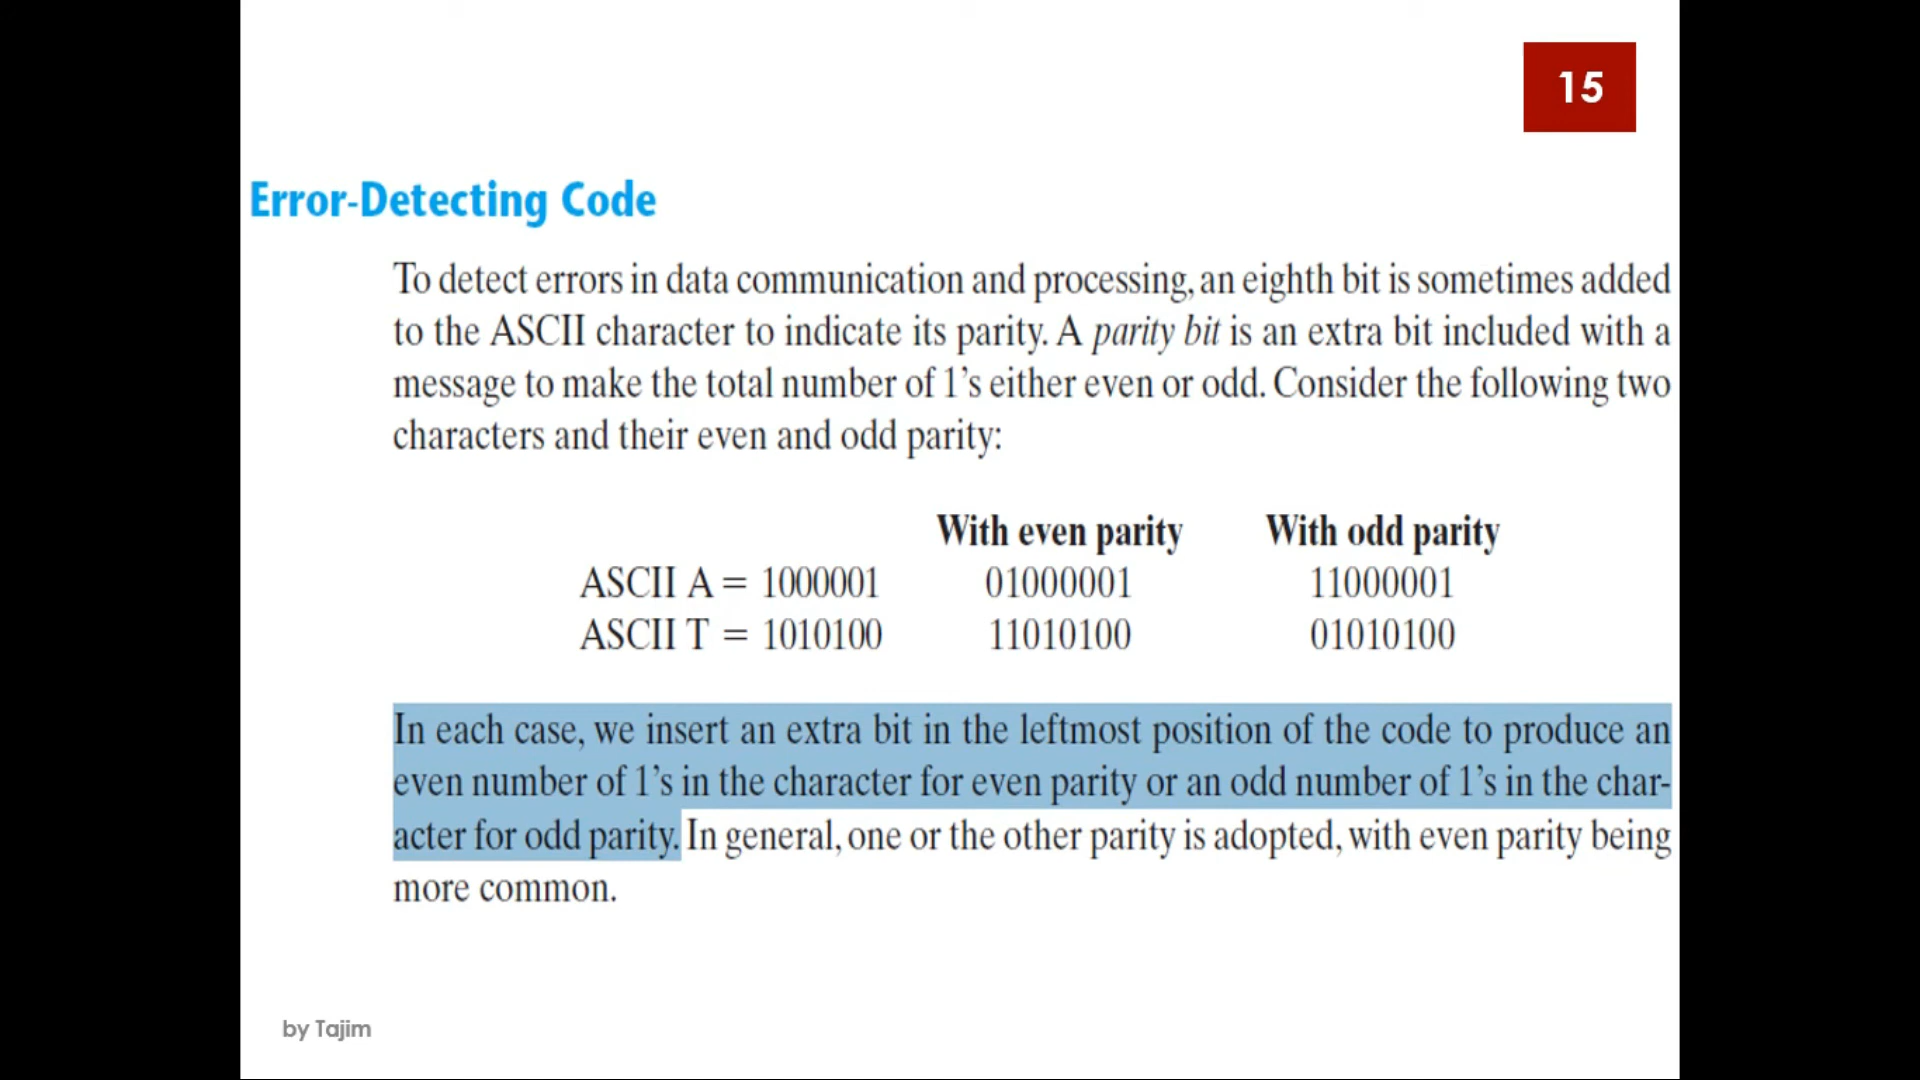 15
Error-Detecting Code
To detect errors in data communication and processing, an eighth bit is sometimes added
to the ASCII character to indicate its parity. A parity bit is an extra bit included with a
message to make the total number of 1's either even or odd. Consider the following two
characters and their even and odd parity:
With even parity With odd parity
ASCII A = 1000001 01000001 11000001
ASCII T = 1010100 11010100 01010100
In each case, we insert an extra bit in the leftmost position of the code to produce an
even number of 1's in the character for even parity or an odd number of 1's in the char-
acter for odd parity. In general, one or the other parity is adopted, with even parity being
more common.
by Tajim